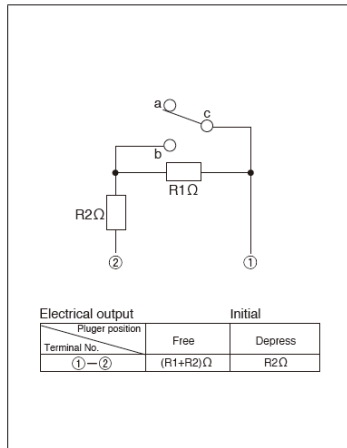 a
c
b
R1Ω
R2Ω
② ①
Electrical output Initial
Pluger position
Terminal No.
Free Depress
①–② (R1+R2)Ω R2Ω